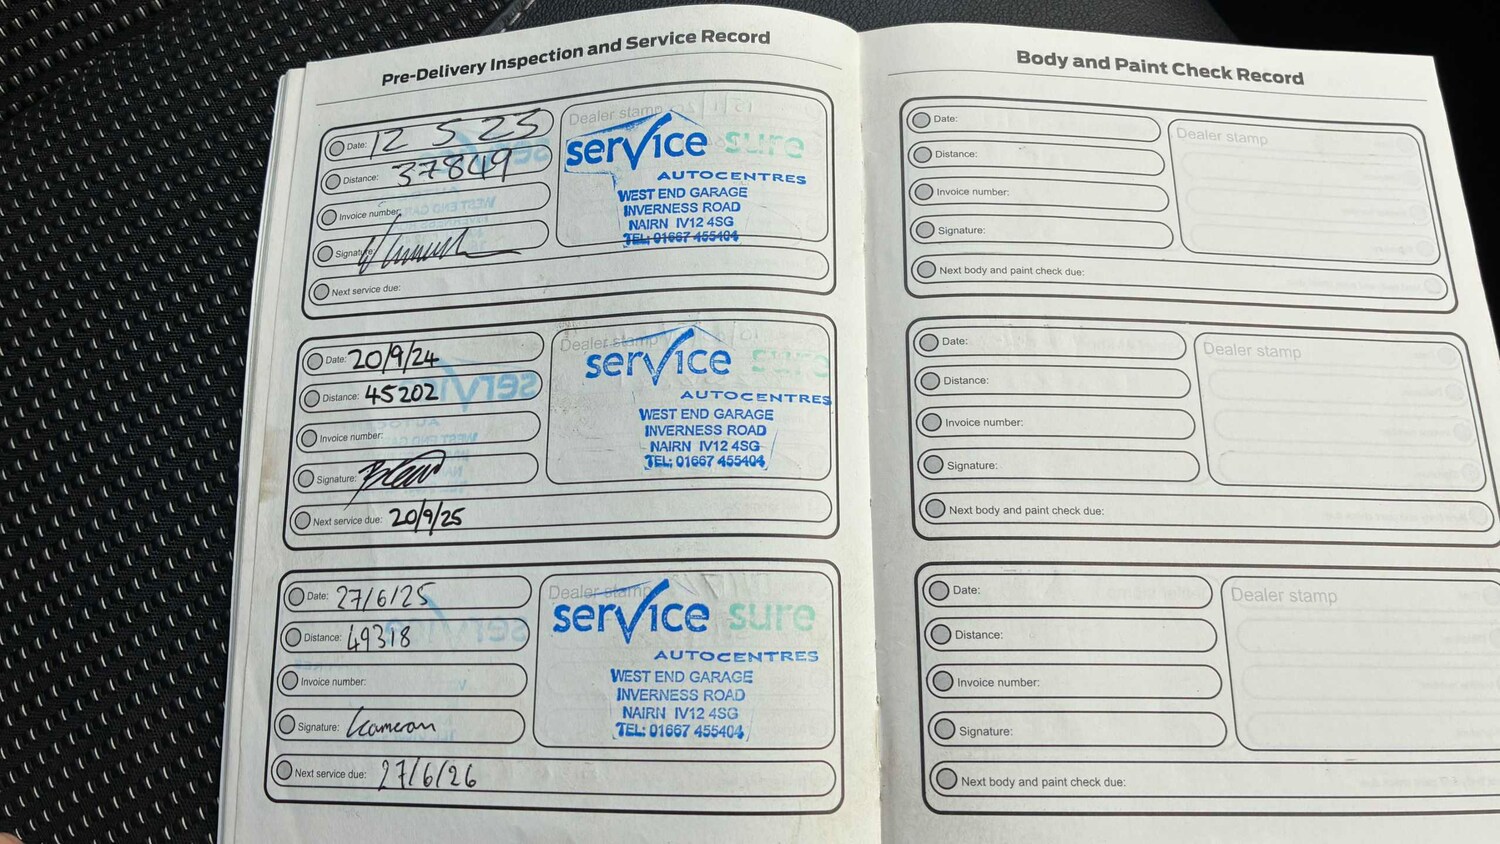 Pre-Delivery Inspection and Service Record
Date: 12 5 23
Distance: 37849
Invoice number:
Signature:
Next service due:
Dealer stamp
service sure
AUTOCENTRES
WEST END GARAGE
INVERNESS ROAD
NAIRN IV12 4SG
TEL: 01667 455404
Date: 20/9/24
Distance: 45202
Invoice number:
Signature:
Next service due: 20/9/25
Dealer stamp
service sure
AUTOCENTRES
WEST END GARAGE
INVERNESS ROAD
NAIRN IV12 4SG
TEL: 01667 455404
Date: 27/6/25
Distance: 49318
Invoice number:
Signature: Kameron
Next service due: 27/6/26
Dealer stamp
service sure
AUTOCENTRES
WEST END GARAGE
INVERNESS ROAD
NAIRN IV12 4SG
TEL: 01667 455404
Body and Paint Check Record
Date:
Distance:
Invoice number:
Signature:
Next body and paint check due:
Dealer stamp
Date:
Distance:
Invoice number:
Signature:
Next body and paint check due:
Dealer stamp
Date:
Distance:
Invoice number:
Signature:
Next body and paint check due:
Dealer stamp